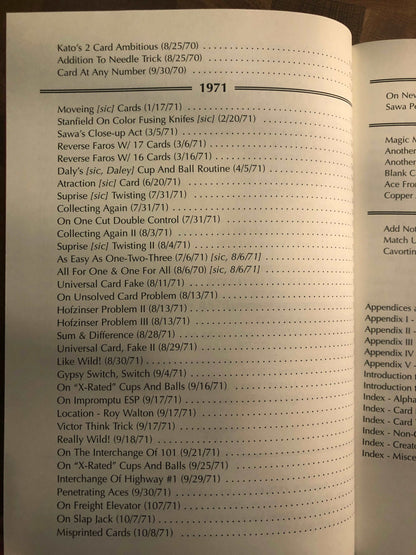 Kato's 2 Card Ambitious (8/25/70)
Addition To Needle Trick (8/25/70)
Card At Any Number (9/30/70)
1971
Moveing [sic] Cards (1/17/71)
Stanfield On Color Fusing Knifes [sic] (2/20/71)
Sawa's Close-up Act (3/5/71)
Reverse Faros W/ 17 Cards (3/6/71)
Reverse Faros W/ 16 Cards (3/16/71)
Daly's [sic, Daley] Cup And Ball Routine (4/5/71)
Atraction [sic] Card (6/20/71)
Suprise [sic] Twisting (7/31/71)
Collecting Again (7/31/71)
On One Cut Double Control (7/31/71)
Collecting Again II (8/3/71)
Suprise [sic] Twisting II (8/4/71)
As Easy As One-Two-Three (7/6/71) [sic, 8/6/71]
All For One & One For All (8/6/70) [sic, 8/6/71]
Universal Card Fake (8/11/71)
On Unsolved Card Problem (8/13/71)
Hofzinser Problem II (8/13/71)
Hofzinser Problem III (8/13/71)
Sum & Difference (8/28/71)
Universal Card, Fake II (8/29/71)
Like Wild! (8/30/71)
Gypsy Switch, Switch (9/4/71)
On "X-Rated" Cups And Balls (9/16/71)
On Impromptu ESP (9/17/71)
Location - Roy Walton (9/17/71)
Victor Think Trick (9/17/71)
Really Wild! (9/18/71)
On The Interchange Of 101 (9/21/71)
On "X-Rated" Cups And Balls (9/25/71)
Interchange Of Highway #1 (9/29/71)
Penetrating Aces (9/30/71)
On Freight Elevator (107/71)
On Slap Jack (10/7/71)
Misprinted Cards (10/8/71)
On New
Sawa
Magic
Another
Another
Blank C
Ace From
Copper
Add Not
Match U
Cavortin
Appendices
Appendix I -
Appendix II -
Appendix III
Appendix IV
Appendix V -
Introduction
Introduction
Index - Alpha
Index - Card
Index - Card
Index - Non-C
Index - Creato
Index - Misce